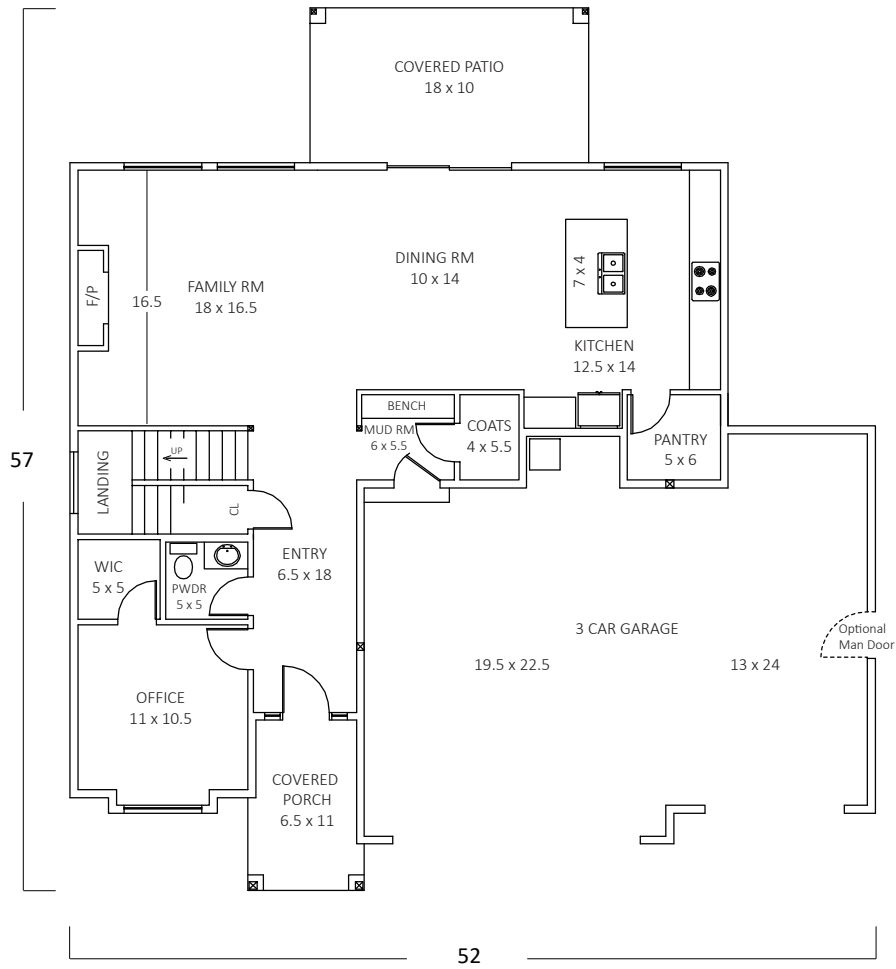 COVERED PATIO
18 x 10
F/P
16.5
FAMILY RM
18 x 16.5
DINING RM
10 x 14
7 x 4
KITCHEN
12.5 x 14
BENCH
MUD RM
6 x 5.5
COATS
4 x 5.5
PANTRY
5 x 6
57
LANDING
UP
CL
ENTRY
6.5 x 18
WIC
5 x 5
PWDR
5 x 5
3 CAR GARAGE
19.5 x 22.5
13 x 24
Optional
Man Door
OFFICE
11 x 10.5
COVERED
PORCH
6.5 x 11
52